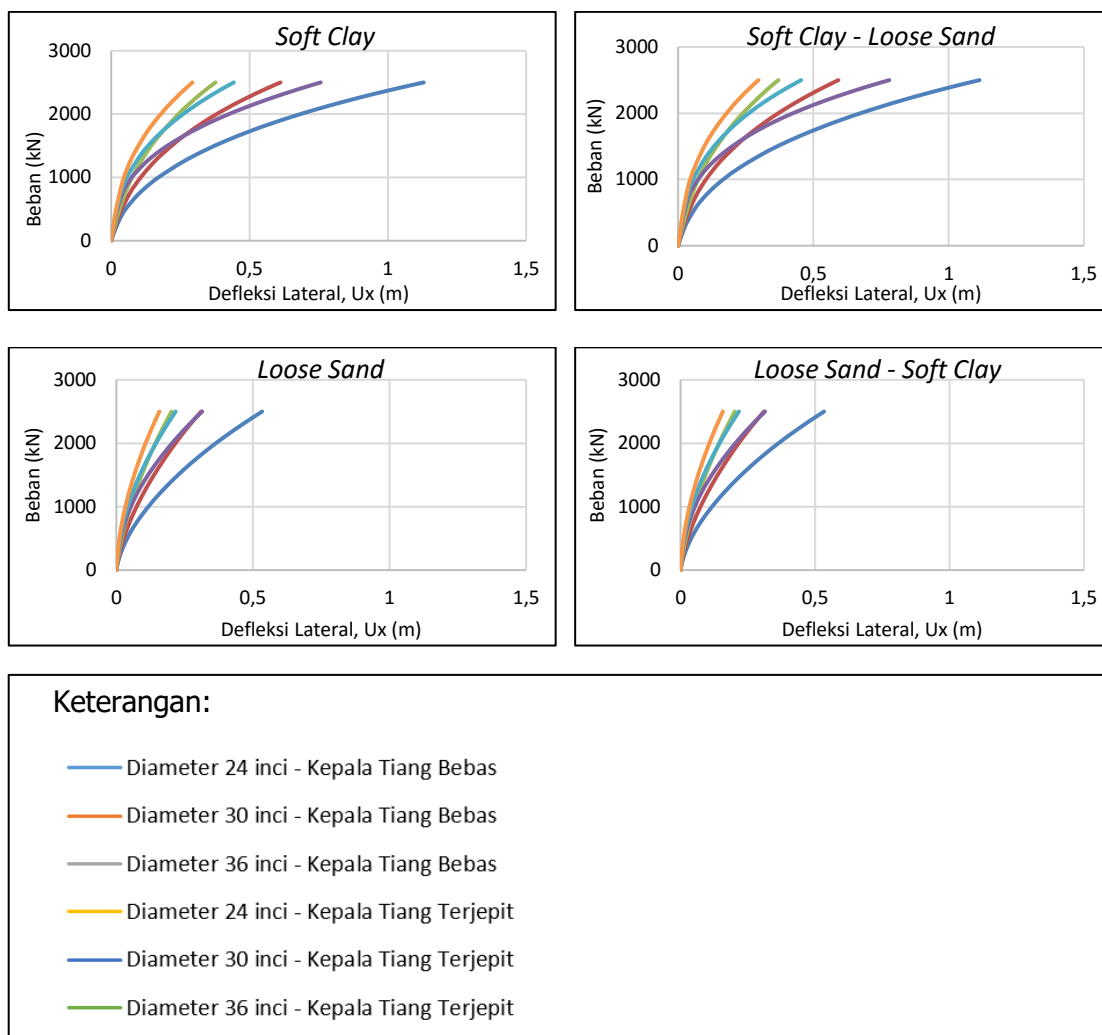 Soft Clay
3000
2000
1000
0
Beban (kN)
0 0,5 1 1,5
Defleksi Lateral, Ux (m)
Soft Clay - Loose Sand
3000
2000
1000
0
Beban (kN)
0 0,5 1 1,5
Defleksi Lateral, Ux (m)
Loose Sand
3000
2000
1000
0
Beban (kN)
0 0,5 1 1,5
Defleksi Lateral, Ux (m)
Loose Sand - Soft Clay
3000
2000
1000
0
Beban (kN)
0 0,5 1 1,5
Defleksi Lateral, Ux (m)
Keterangan:
Diameter 24 inci - Kepala Tiang Bebas
Diameter 30 inci - Kepala Tiang Bebas
Diameter 36 inci - Kepala Tiang Bebas
Diameter 24 inci - Kepala Tiang Terjepit
Diameter 30 inci - Kepala Tiang Terjepit
Diameter 36 inci - Kepala Tiang Terjepit